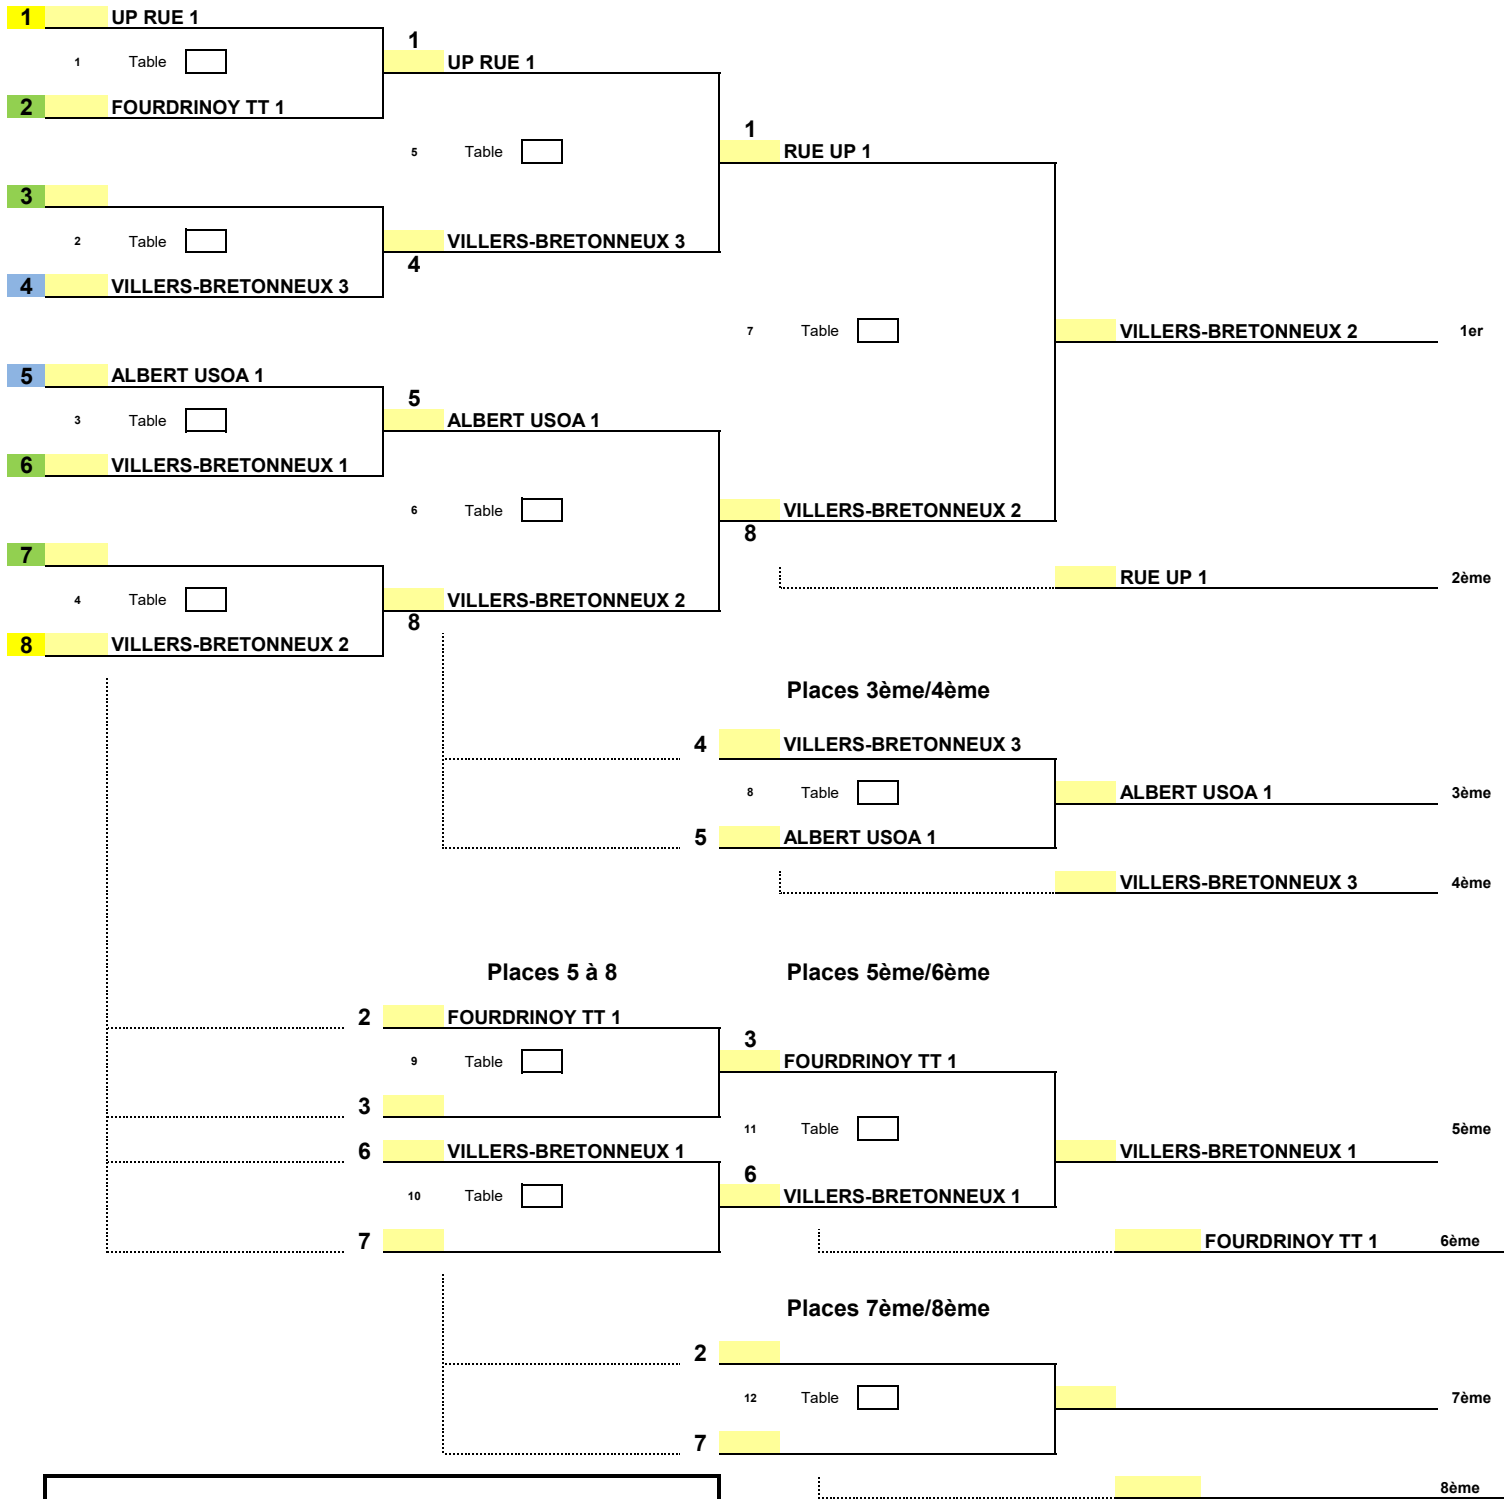 1 UP RUE 1
1
1 Table
UP RUE 1
2 FOURDRINOY TT 1
1
5 Table
RUE UP 1
3
2 Table
VILLERS-BRETONNEUX 3
4
4 VILLERS-BRETONNEUX 3
7 Table
VILLERS-BRETONNEUX 2 1er
5 ALBERT USOA 1
5
3 Table
ALBERT USOA 1
6 VILLERS-BRETONNEUX 1
6 Table
VILLERS-BRETONNEUX 2
8
7
RUE UP 1 2ème
4 Table
VILLERS-BRETONNEUX 2
8
8 VILLERS-BRETONNEUX 2
Places 3ème/4ème
4 VILLERS-BRETONNEUX 3
8 Table
ALBERT USOA 1 3ème
5 ALBERT USOA 1
VILLERS-BRETONNEUX 3 4ème
Places 5 à 8 Places 5ème/6ème
2 FOURDRINOY TT 1
3
9 Table
FOURDRINOY TT 1
3
11 Table
5ème
6 VILLERS-BRETONNEUX 1
VILLERS-BRETONNEUX 1
6
10 Table
VILLERS-BRETONNEUX 1
7
FOURDRINOY TT 1 6ème
Places 7ème/8ème
2
12 Table
7ème
7
8ème